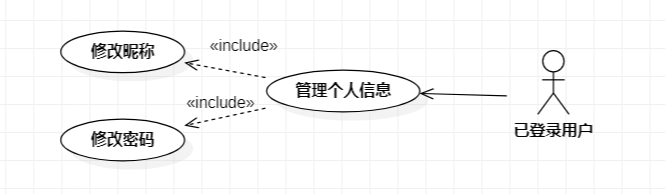 修改昵称
«include»
管理个人信息
«include»
修改密码
已登录用户